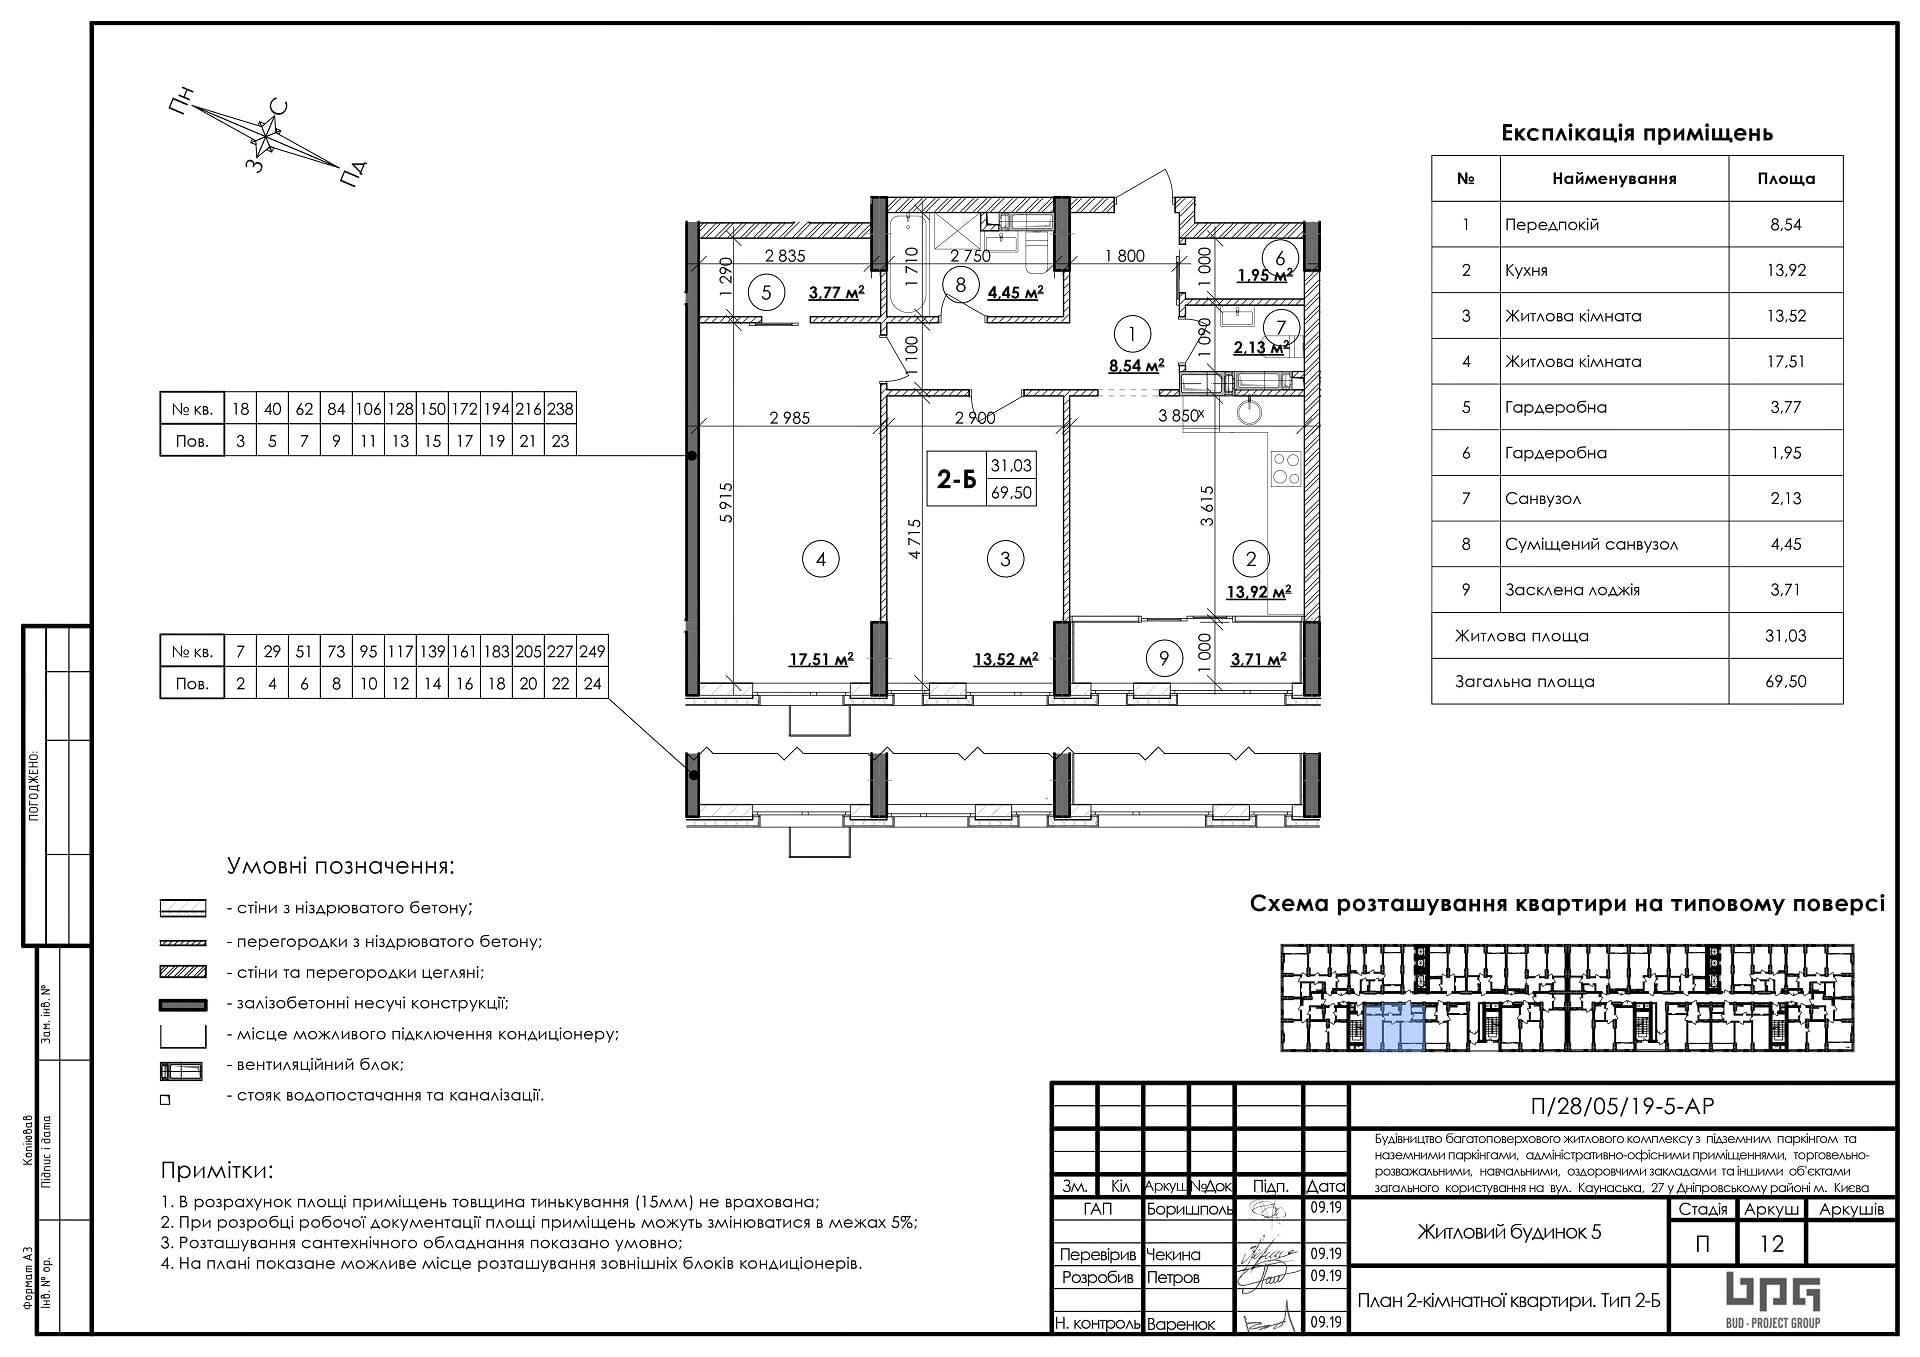 Пн
С
З
Пд
Експлікація приміщень
№ Найменування Площа
1 Передпокій 8,54
2 Кухня 13,92
3 Житлова кімната 13,52
4 Житлова кімната 17,51
5 Гардеробна 3,77
6 Гардеробна 1,95
7 Санвузол 2,13
8 Суміщений санвузол 4,45
9 Засклена лоджія 3,71
Житлова площа 31,03
Загальна площа 69,50
2 835
2 750
1 800
1 290
1 710
1 000
5
3,77 м²
8
4,45 м²
6
1,95 м²
1
8,54 м²
7
2,13 м²
1 090
1 100
2 985
2 900
3 850
х
2-Б
31,03
69,50
5 915
4 715
3 615
4
3
2
13,92 м²
17,51 м²
13,52 м²
9
3,71 м²
1 000
№ кв. 18 40 62 84 106 128 150 172 194 216 238
Пов. 3 5 7 9 11 13 15 17 19 21 23
№ кв. 7 29 51 73 95 117 139 161 183 205 227 249
Пов. 2 4 6 8 10 12 14 16 18 20 22 24
Умовні позначення:
- стіни з ніздрюватого бетону;
- перегородки з ніздрюватого бетону;
- стіни та перегородки цегляні;
- залізобетонні несучі конструкції;
- місце можливого підключення кондиціонеру;
- вентиляційний блок;
- стояк водопостачання та каналізації.
Примітки:
1. В розрахунок площі приміщень товщина тинькування (15мм) не врахована;
2. При розробці робочої документації площі приміщень можуть змінюватися в межах 5%;
3. Розташування сантехнічного обладнання показано умовно;
4. На плані показане можливе місце розташування зовнішніх блоків кондиціонерів.
Схема розташування квартири на типовому поверсі
П/28/05/19-5-АР
Будівництво багатоповерхового житлового комплексу з підземним паркінгом та
наземними паркінгами, адміністративно-офісними приміщеннями, торговельно-
розважальними, навчальними, оздоровчими закладами та іншими об'єктами
загального користування на вул. Каунаська, 27 у Дніпровському районі м. Києва
Зм. Кіл Аркуш №Док Підп. Дата
ГАП Боришполь 09.19
Перевірив Чекина 09.19
Розробив Петров 09.19
Н. контроль Варенюк 09.19
Житловий будинок 5
Стадія Аркуш Аркушів
П 12
План 2-кімнатної квартири. Тип 2-Б
bpg
BUD - PROJECT GROUP
ПОГОДЖЕНО:
Зам. інв. №
Підпис і дата
Інв. № ор.
Копіював
Формат А3